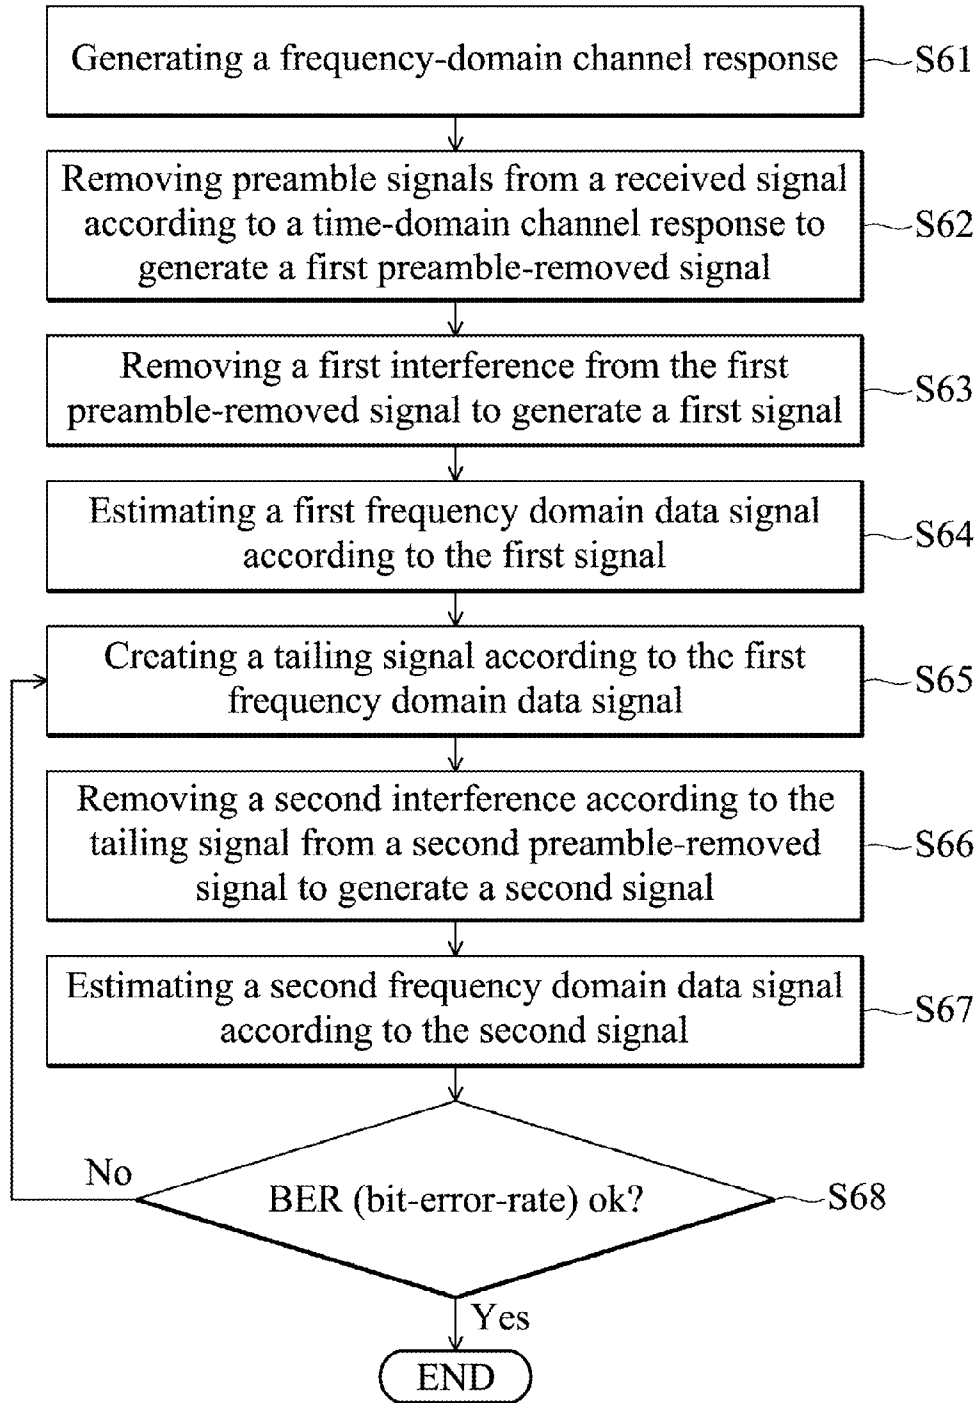 Generating a frequency-domain channel response
S61
Removing preamble signals from a received signal
according to a time-domain channel response to
generate a first preamble-removed signal
S62
Removing a first interference from the first
preamble-removed signal to generate a first signal
S63
Estimating a first frequency domain data signal
according to the first signal
S64
Creating a tailing signal according to the first
frequency domain data signal
S65
Removing a second interference according to the
tailing signal from a second preamble-removed
signal to generate a second signal
S66
Estimating a second frequency domain data signal
according to the second signal
S67
No
BER (bit-error-rate) ok?
S68
Yes
END